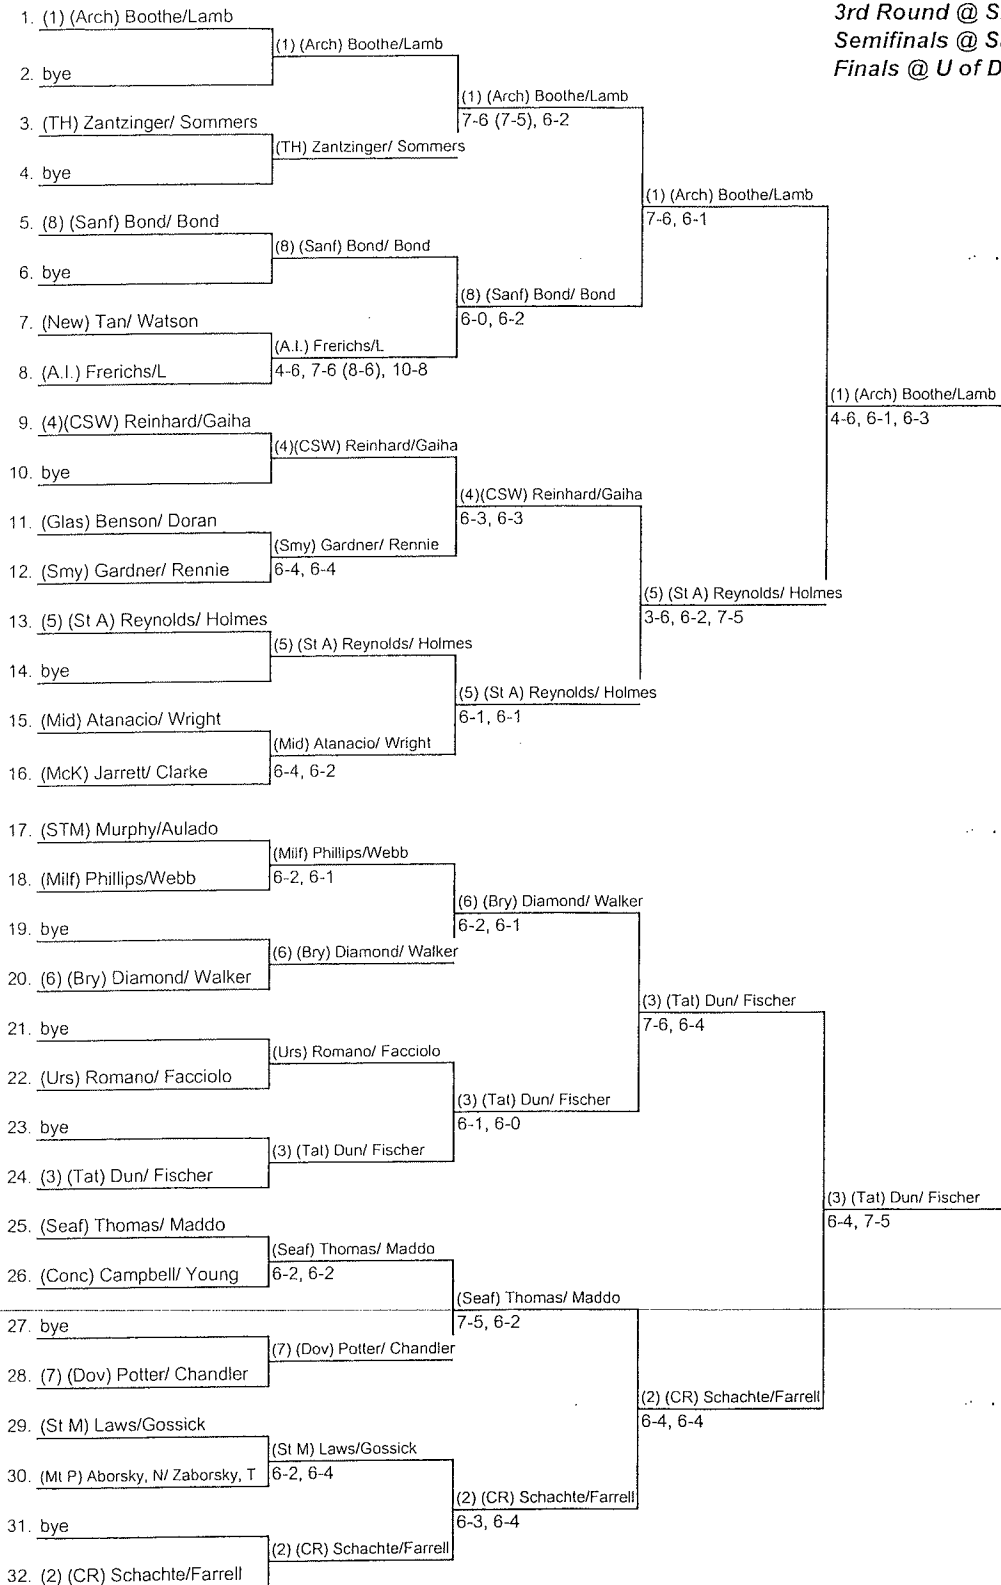 3rd Round @ S
Semifinals @ S
Finals @ U of D
1. (1) (Arch) Boothe/Lamb
2. bye
3. (TH) Zantzinger/ Sommers
4. bye
5. (8) (Sanf) Bond/ Bond
6. bye
7. (New) Tan/ Watson
8. (A.I.) Frerichs/L
9. (4)(CSW) Reinhard/Gaiha
10. bye
11. (Glas) Benson/ Doran
12. (Smy) Gardner/ Rennie
13. (5) (St A) Reynolds/ Holmes
14. bye
15. (Mid) Atanacio/ Wright
16. (McK) Jarrett/ Clarke
17. (STM) Murphy/Aulado
18. (Milf) Phillips/Webb
19. bye
20. (6) (Bry) Diamond/ Walker
21. bye
22. (Urs) Romano/ Facciolo
23. bye
24. (3) (Tat) Dun/ Fischer
25. (Seaf) Thomas/ Maddo
26. (Conc) Campbell/ Young
27. bye
28. (7) (Dov) Potter/ Chandler
29. (St M) Laws/Gossick
30. (Mt P) Aborsky, N/ Zaborsky, T
31. bye
32. (2) (CR) Schachte/Farrell
(1) (Arch) Boothe/Lamb
(TH) Zantzinger/ Sommers
(8) (Sanf) Bond/ Bond
(A.I.) Frerichs/L
4-6, 7-6 (8-6), 10-8
(4)(CSW) Reinhard/Gaiha
(Smy) Gardner/ Rennie
6-4, 6-4
(5) (St A) Reynolds/ Holmes
(Mid) Atanacio/ Wright
6-4, 6-2
(Milf) Phillips/Webb
6-2, 6-1
(6) (Bry) Diamond/ Walker
(Urs) Romano/ Facciolo
(3) (Tat) Dun/ Fischer
(Seaf) Thomas/ Maddo
6-2, 6-2
(7) (Dov) Potter/ Chandler
(St M) Laws/Gossick
6-2, 6-4
(2) (CR) Schachte/Farrell
(1) (Arch) Boothe/Lamb
7-6 (7-5), 6-2
(8) (Sanf) Bond/ Bond
6-0, 6-2
(4)(CSW) Reinhard/Gaiha
6-3, 6-3
(5) (St A) Reynolds/ Holmes
6-1, 6-1
(6) (Bry) Diamond/ Walker
6-2, 6-1
(3) (Tat) Dun/ Fischer
6-1, 6-0
(Seaf) Thomas/ Maddo
7-5, 6-2
(2) (CR) Schachte/Farrell
6-3, 6-4
(1) (Arch) Boothe/Lamb
7-6, 6-1
(5) (St A) Reynolds/ Holmes
3-6, 6-2, 7-5
(3) (Tat) Dun/ Fischer
7-6, 6-4
(2) (CR) Schachte/Farrell
6-4, 6-4
(1) (Arch) Boothe/Lamb
4-6, 6-1, 6-3
(3) (Tat) Dun/ Fischer
6-4, 7-5